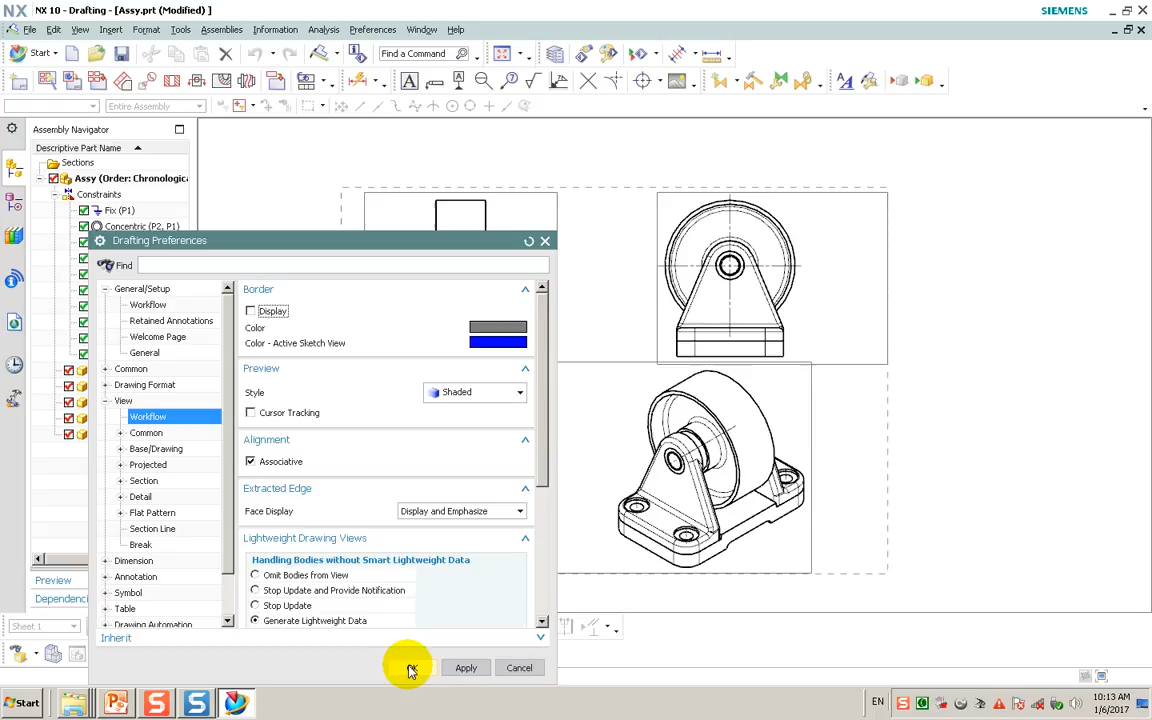 NX
NX 10 - Drafting - [Assy.prt (Modified) ]
SIEMENS
File Edit View Insert Format Tools Assemblies Information Analysis Preferences Window Help
Start
Find a Command
Entire Assembly
Assembly Navigator
Descriptive Part Name
Sections
Assy (Order: Chronologica
Constraints
Fix (P1)
Concentric (P2, P1)
Drafting Preferences
Find
General/Setup
Workflow
Retained Annotations
Welcome Page
General
Common
Drawing Format
View
Workflow
Common
Base/Drawing
Projected
Section
Detail
Flat Pattern
Section Line
Break
Dimension
Annotation
Symbol
Table
Drafting Automation
Border
Display
Color
Color - Active Sketch View
Preview
Style
Shaded
Cursor Tracking
Alignment
Associative
Extracted Edge
Face Display
Display and Emphasize
Lightweight Drawing Views
Handling Bodies without Smart Lightweight Data
Omit Bodies from View
Stop Update and Provide Notification
Stop Update
Generate Lightweight Data
Inherit
OK
Apply
Cancel
Preview
Dependenc
Sheet 1
Start
EN
10:13 AM
1/6/2017